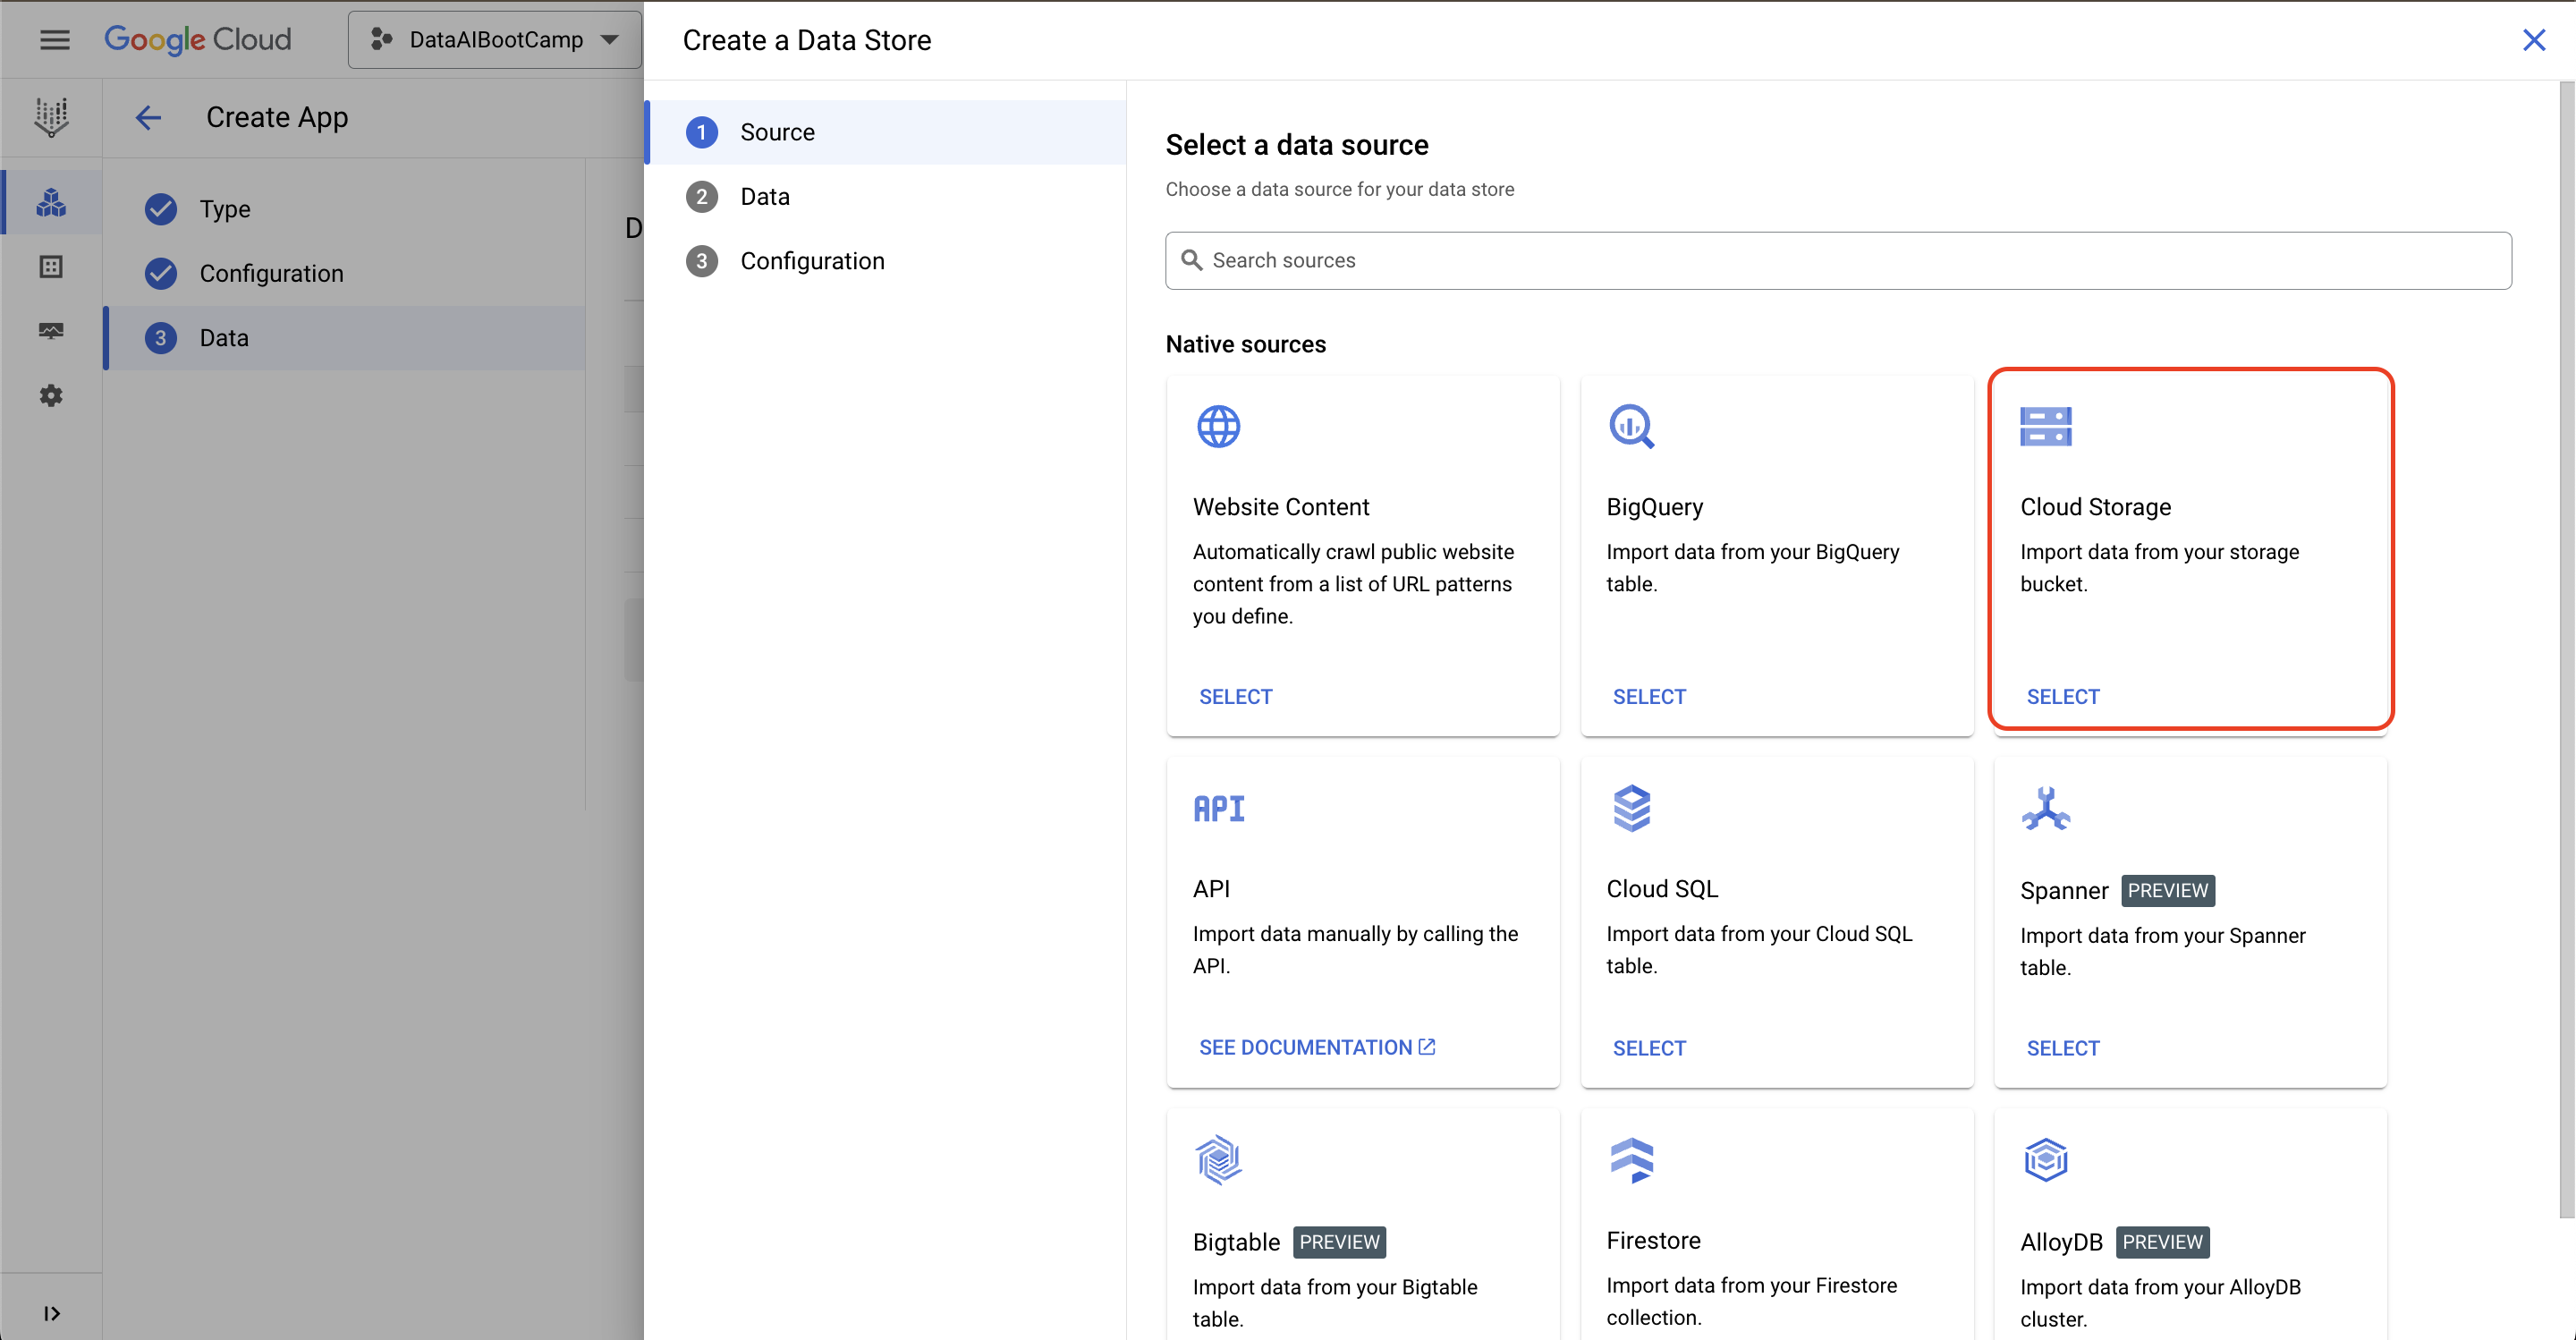 Google Cloud
DataAIBootCamp
Create App
Type
Configuration
3 Data
D
Create a Data Store
1 Source
2 Data
3 Configuration
Select a data source
Choose a data source for your data store
Search sources
Native sources
Website Content
Automatically crawl public website
content from a list of URL patterns
you define.
SELECT
BigQuery
Import data from your BigQuery
table.
SELECT
Cloud Storage
Import data from your storage
bucket.
SELECT
API
API
Import data manually by calling the
API.
SEE DOCUMENTATION
Cloud SQL
Import data from your Cloud SQL
table.
SELECT
Spanner PREVIEW
Import data from your Spanner
table.
SELECT
Bigtable PREVIEW
Import data from your Bigtable
table.
Firestore
Import data from your Firestore
collection.
AlloyDB PREVIEW
Import data from your AlloyDB
cluster.